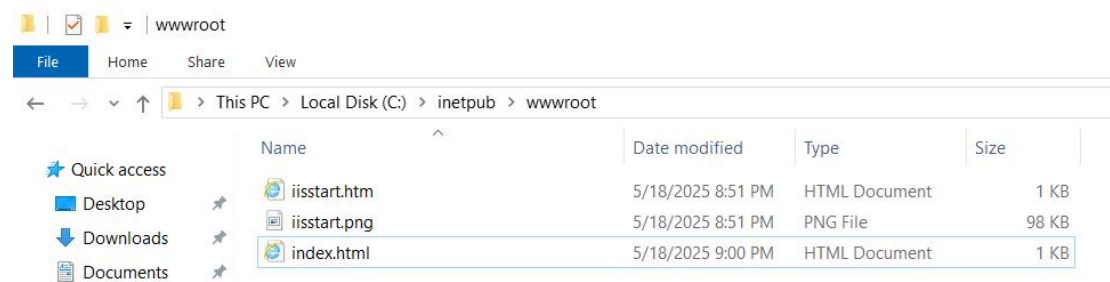 wwwroot
File Home Share View
This PC > Local Disk (C:) > inetpub > wwwroot
Name Date modified Type Size
Quick access
Desktop
Downloads
Documents
iisstart.htm 5/18/2025 8:51 PM HTML Document 1 KB
iisstart.png 5/18/2025 8:51 PM PNG File 98 KB
index.html 5/18/2025 9:00 PM HTML Document 1 KB